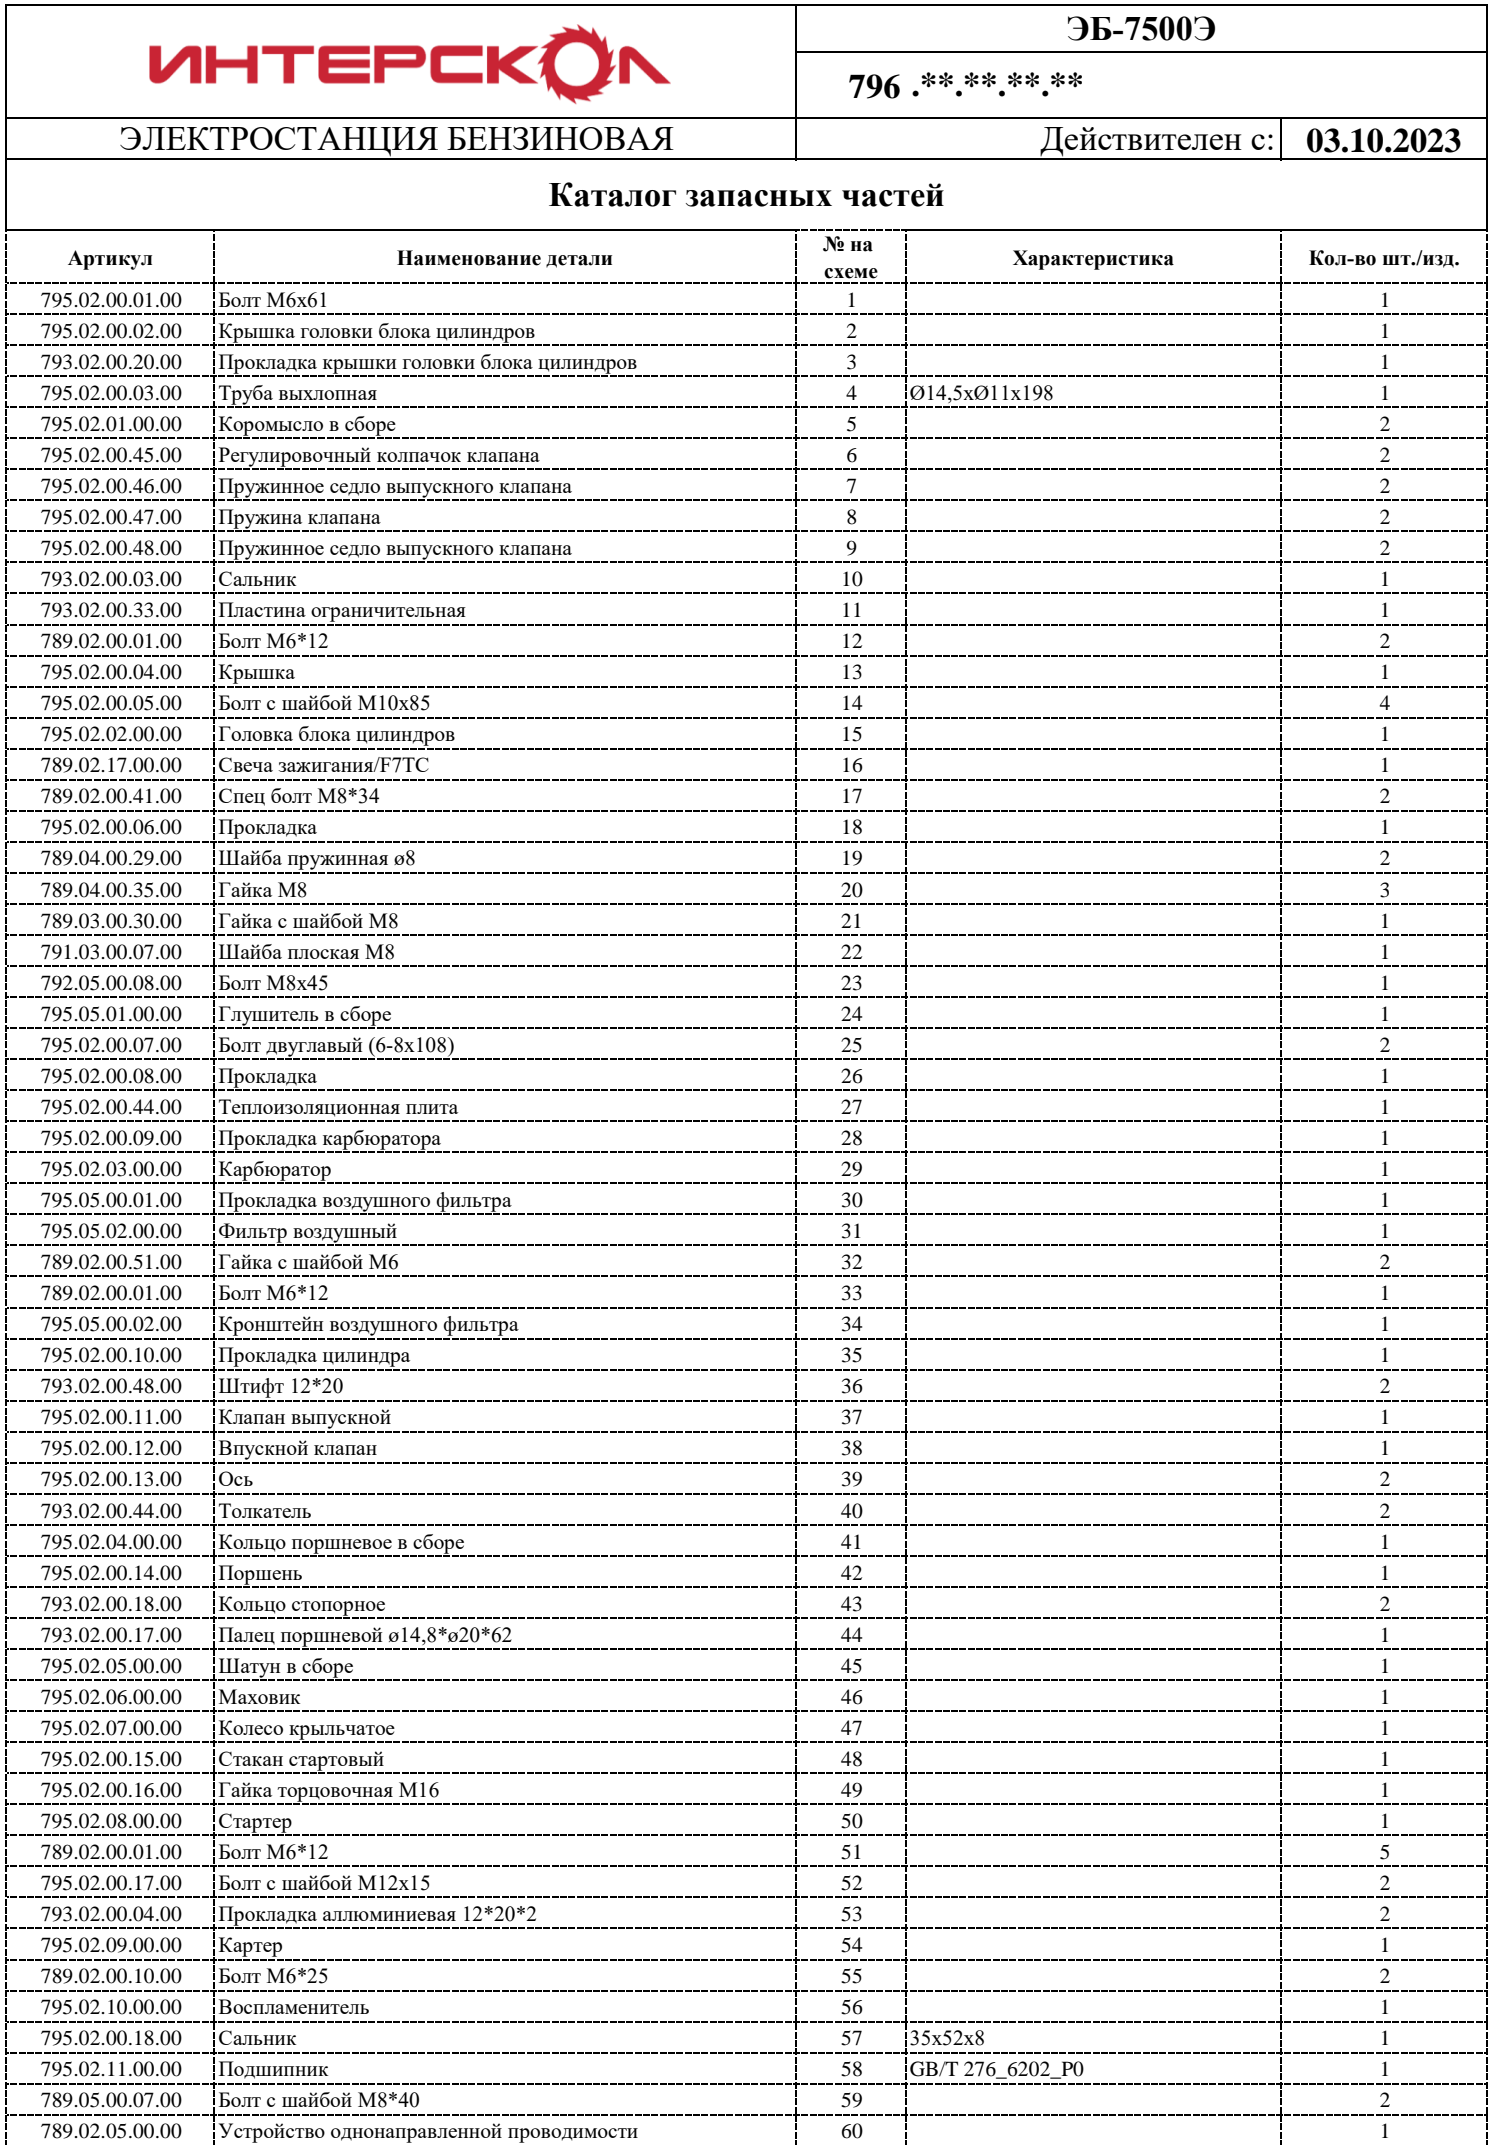 ИНТЕРСКОЛ
ЭБ-7500Э
796 .**.**.**.**
ЭЛЕКТРОСТАНЦИЯ БЕНЗИНОВАЯ Действителен с: 03.10.2023
Каталог запасных частей
Артикул Наименование детали № на схеме Характеристика Кол-во шт./изд.
795.02.00.01.00 Болт М6х61 1 1
795.02.00.02.00 Крышка головки блока цилиндров 2 1
793.02.00.20.00 Прокладка крышки головки блока цилиндров 3 1
795.02.00.03.00 Труба выхлопная 4 Ø14,5xØ11x198 1
795.02.01.00.00 Коромысло в сборе 5 2
795.02.00.45.00 Регулировочный колпачок клапана 6 2
795.02.00.46.00 Пружинное седло выпускного клапана 7 2
795.02.00.47.00 Пружина клапана 8 2
795.02.00.48.00 Пружинное седло выпускного клапана 9 2
793.02.00.03.00 Сальник 10 1
793.02.00.33.00 Пластина ограничительная 11 1
789.02.00.01.00 Болт М6*12 12 2
795.02.00.04.00 Крышка 13 1
795.02.00.05.00 Болт с шайбой М10х85 14 4
795.02.02.00.00 Головка блока цилиндров 15 1
789.02.17.00.00 Свеча зажигания/F7TC 16 1
789.02.00.41.00 Спец болт М8*34 17 2
795.02.00.06.00 Прокладка 18 1
789.04.00.29.00 Шайба пружинная ø8 19 2
789.04.00.35.00 Гайка М8 20 3
789.03.00.30.00 Гайка с шайбой М8 21 1
791.03.00.07.00 Шайба плоская М8 22 1
792.05.00.08.00 Болт М8х45 23 1
795.05.01.00.00 Глушитель в сборе 24 1
795.02.00.07.00 Болт двуглавый (6-8х108) 25 2
795.02.00.08.00 Прокладка 26 1
795.02.00.44.00 Теплоизоляционная плита 27 1
795.02.00.09.00 Прокладка карбюратора 28 1
795.02.03.00.00 Карбюратор 29 1
795.05.00.01.00 Прокладка воздушного фильтра 30 1
795.05.02.00.00 Фильтр воздушный 31 1
789.02.00.51.00 Гайка с шайбой М6 32 2
789.02.00.01.00 Болт М6*12 33 1
795.05.00.02.00 Кронштейн воздушного фильтра 34 1
795.02.00.10.00 Прокладка цилиндра 35 1
793.02.00.48.00 Штифт 12*20 36 2
795.02.00.11.00 Клапан выпускной 37 1
795.02.00.12.00 Впускной клапан 38 1
795.02.00.13.00 Ось 39 2
793.02.00.44.00 Толкатель 40 2
795.02.04.00.00 Кольцо поршневое в сборе 41 1
795.02.00.14.00 Поршень 42 1
793.02.00.18.00 Кольцо стопорное 43 2
793.02.00.17.00 Палец поршневой ø14,8*ø20*62 44 1
795.02.05.00.00 Шатун в сборе 45 1
795.02.06.00.00 Маховик 46 1
795.02.07.00.00 Колесо крыльчатое 47 1
795.02.00.15.00 Стакан стартовый 48 1
795.02.00.16.00 Гайка торцовочная М16 49 1
795.02.08.00.00 Стартер 50 1
789.02.00.01.00 Болт М6*12 51 5
795.02.00.17.00 Болт с шайбой М12х15 52 2
793.02.00.04.00 Прокладка аллюминиевая 12*20*2 53 2
795.02.09.00.00 Картер 54 1
789.02.00.10.00 Болт М6*25 55 2
795.02.10.00.00 Воспламенитель 56 1
795.02.00.18.00 Сальник 57 35x52x8 1
795.02.11.00.00 Подшипник 58 GB/T 276_6202_P0 1
789.05.00.07.00 Болт с шайбой М8*40 59 2
789.02.05.00.00 Устройство однонаправленной проводимости 60 1